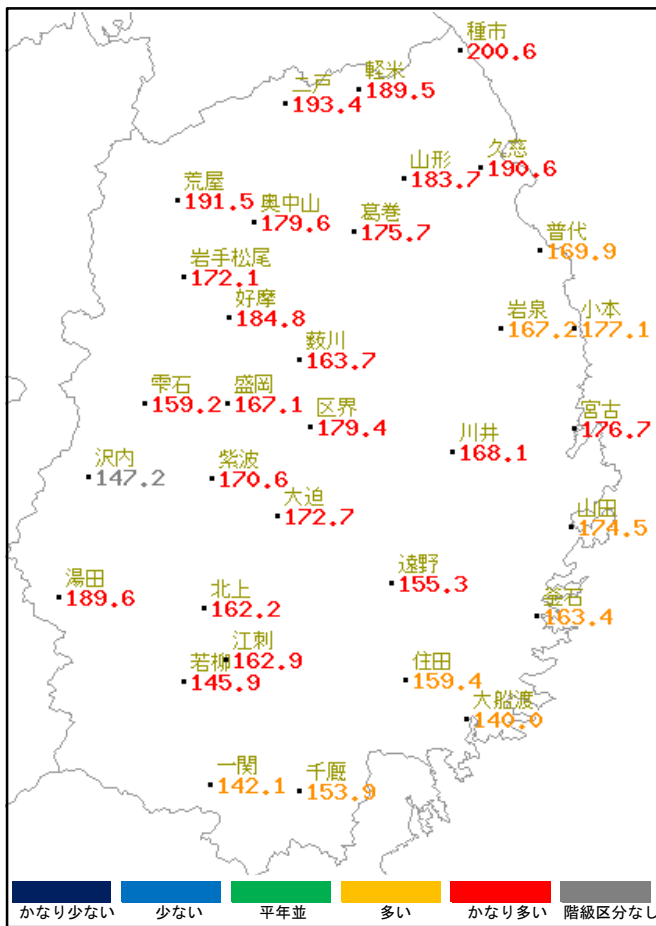 種市
200.6
軽米
189.5
二戸
193.4
久慈
190.6
山形
183.7
荒屋
191.5
奥中山
179.6
葛巻
175.7
普代
169.9
岩手松尾
172.1
好摩
184.8
岩泉
167.2
小本
177.1
薮川
163.7
雫石
159.2
盛岡
167.1
区界
179.4
宮古
176.7
川井
168.1
沢内
147.2
紫波
170.6
大迫
172.7
山田
174.5
遠野
155.3
湯田
189.6
北上
162.2
釜石
163.4
江刺
162.9
若柳
145.9
住田
159.4
大船渡
140.0
一関
142.1
千厩
153.9
かなり少ない
少ない
平年並
多い
かなり多い
階級区分なし